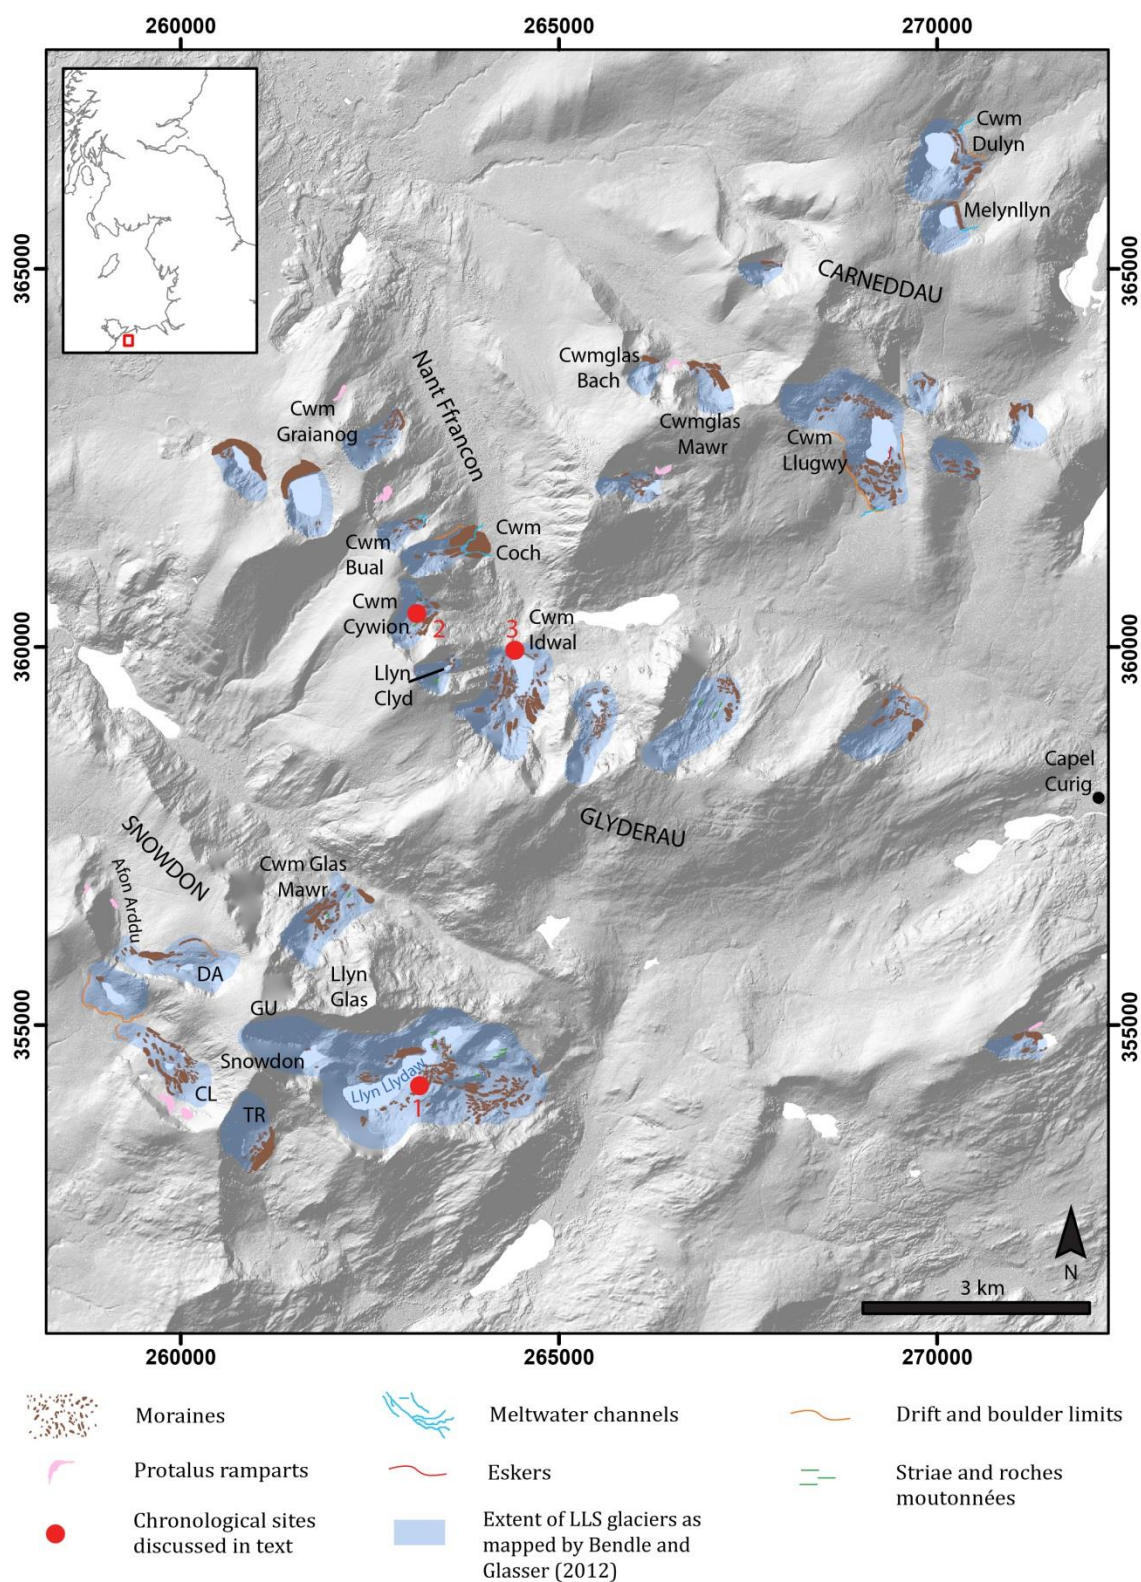 260000
265000
270000
365000
365000
360000
360000
355000
355000
Cwm
Dulyn
Melynllyn
CARNEDDAU
Nant Ffrancon
Cwmglas
Bach
Cwm
Graianog
Cwmglas
Mawr
Cwm
Llugwy
Cwm
Bual
Cwm
Coch
Cwm
Cywion
2
3
Cwm
Idwal
Llyn
Clyd
Capel
Curig
GLYDERAU
SNOWDON
Afon Arddu
Cwm Glas
Mawr
DA
Llyn
Glas
GU
Snowdon
Llyn Llydaw
1
CL
TR
N
3 km
260000
265000
270000
Moraines
Meltwater channels
Drift and boulder limits
Protalus ramparts
Eskers
Striae and roches
moutonnées
Chronological sites
discussed in text
Extent of LLS glaciers as
mapped by Bendle and
Glasser (2012)